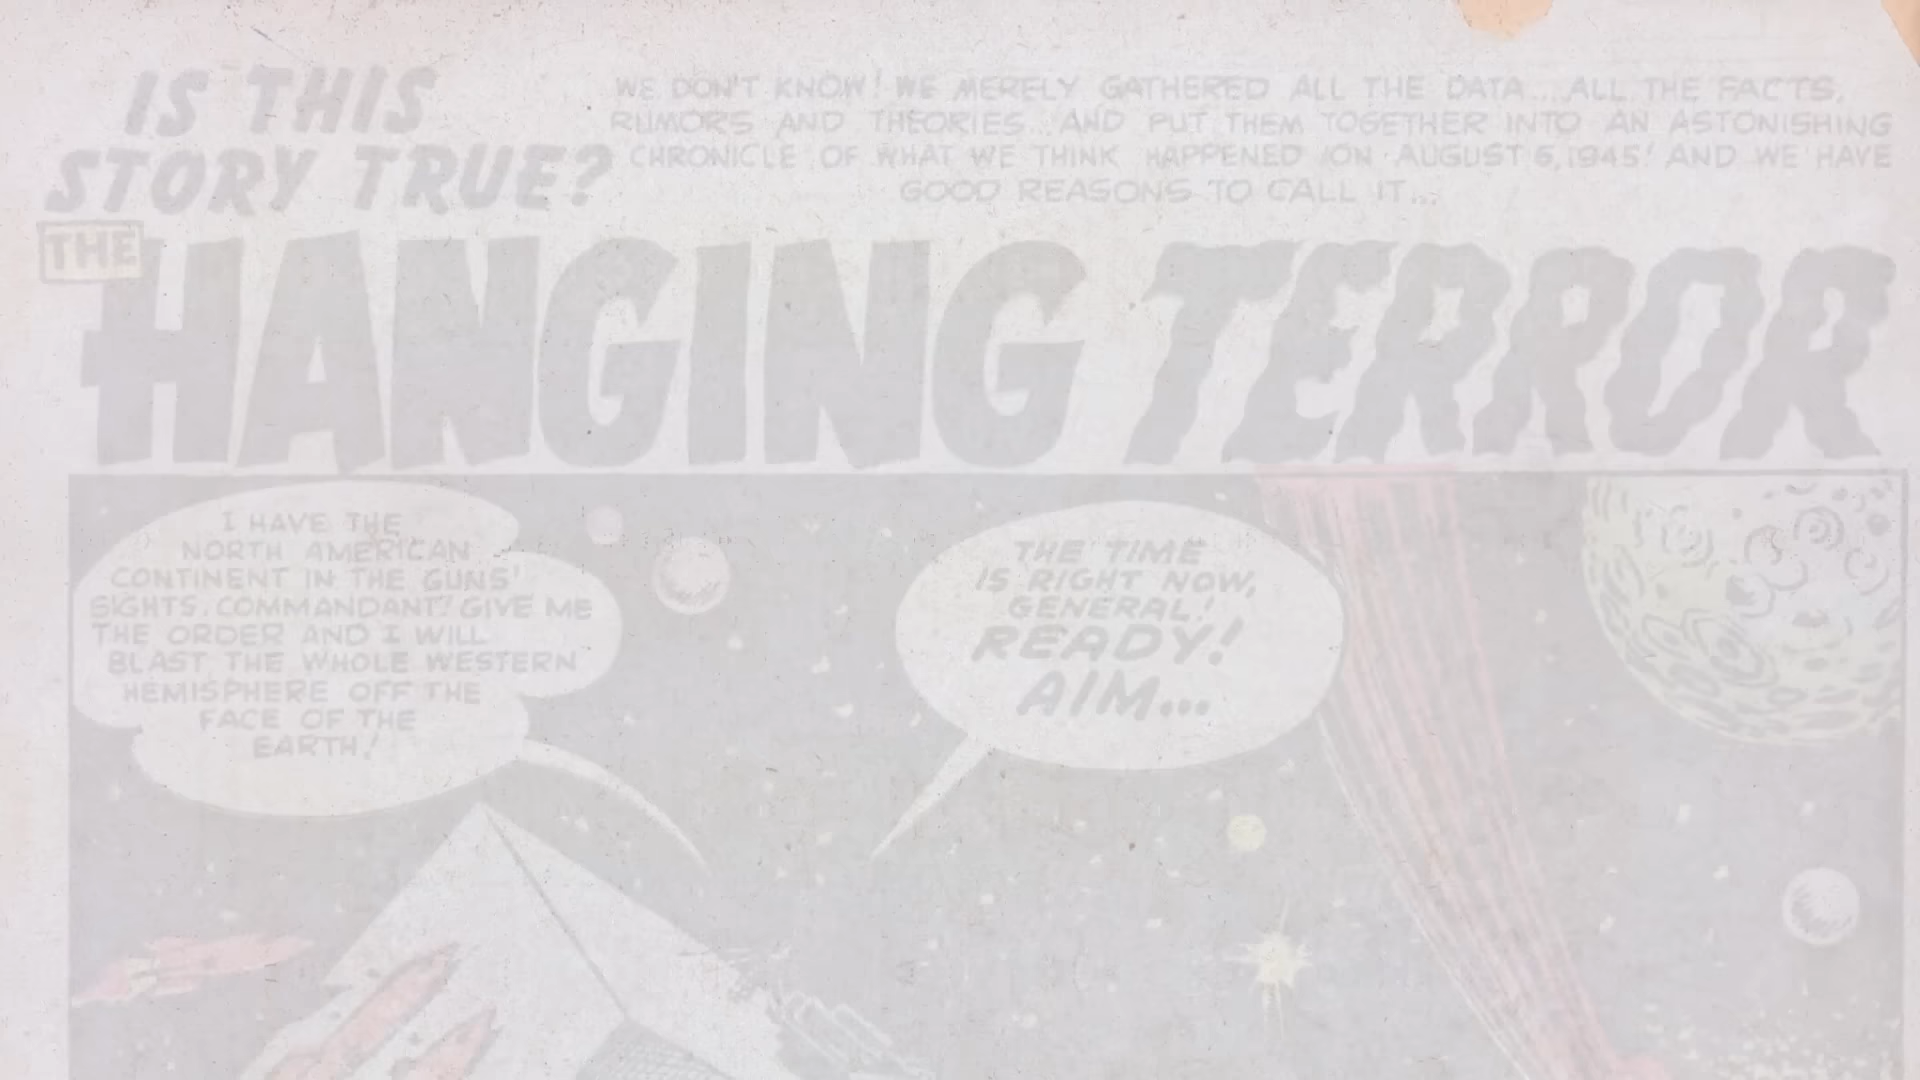 IS THIS
STORY TRUE?
WE DON'T KNOW! WE MERELY GATHERED ALL THE DATA....ALL THE FACTS,
RUMORS AND THEORIES...AND PUT THEM TOGETHER INTO AN ASTONISHING
CHRONICLE OF WHAT WE THINK HAPPENED ON AUGUST 6, 1945! AND WE HAVE
GOOD REASONS TO CALL IT...
THE
HANGING TERROR
I HAVE THE
NORTH AMERICAN
CONTINENT IN THE GUNS'
SIGHTS, COMMANDANT! GIVE ME
THE ORDER AND I WILL
BLAST THE WHOLE WESTERN
HEMISPHERE OFF THE
FACE OF THE
EARTH!
THE TIME
IS RIGHT NOW,
GENERAL!
READY!
AIM...